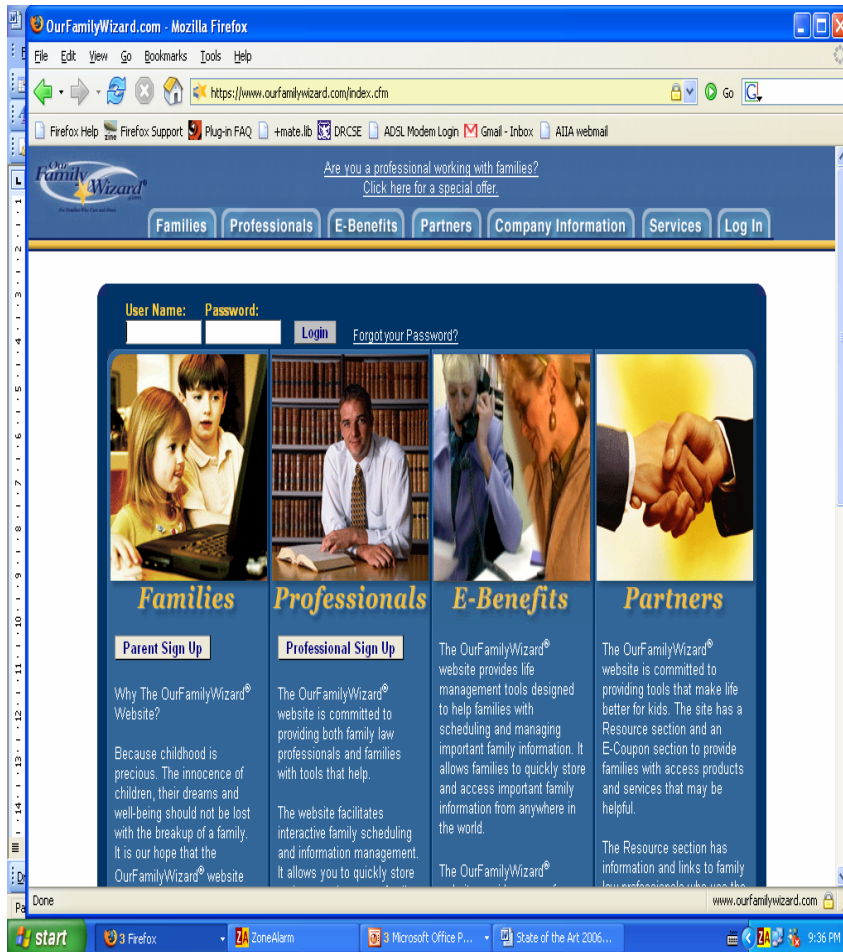 OurFamilyWizard.com - Mozilla Firefox
File Edit View Go Bookmarks Tools Help
https://www.ourfamilywizard.com/index.cfm
Go
G
Firefox Help Firefox Support Plug-in FAQ +mate.lib DRCSE ADSL Modem Login Gmail - Inbox AIIA webmail
Our
Family
Wizard®
.com
Are you a professional working with families?
Click here for a special offer.
Families Professionals E-Benefits Partners Company Information Services Log In
User Name: Password:
Login Forgot your Password?
Families
Parent Sign Up
Why The OurFamilyWizard®
Website?
Because childhood is
precious. The innocence of
children, their dreams and
well-being should not be lost
with the breakup of a family.
It is our hope that the
OurFamilyWizard® website
Professionals
Professional Sign Up
The OurFamilyWizard®
website is committed to
providing both family law
professionals and families
with tools that help.
The website facilitates
interactive family scheduling
and information management.
It allows you to quickly store
E-Benefits
The OurFamilyWizard®
website provides life
management tools designed
to help families with
scheduling and managing
important family information. It
allows families to quickly store
and access important family
information from anywhere in
the world.
The OurFamilyWizard®
Partners
The OurFamilyWizard®
website is committed to
providing tools that make life
better for kids. The site has a
Resource section and an
E-Coupon section to provide
families with access products
and services that may be
helpful.
The Resource section has
information and links to family
law professionals who use the
Done
www.ourfamilywizard.com
start 3 Firefox ZoneAlarm 3 Microsoft Office P... State of the Art 2006... 9:36 PM